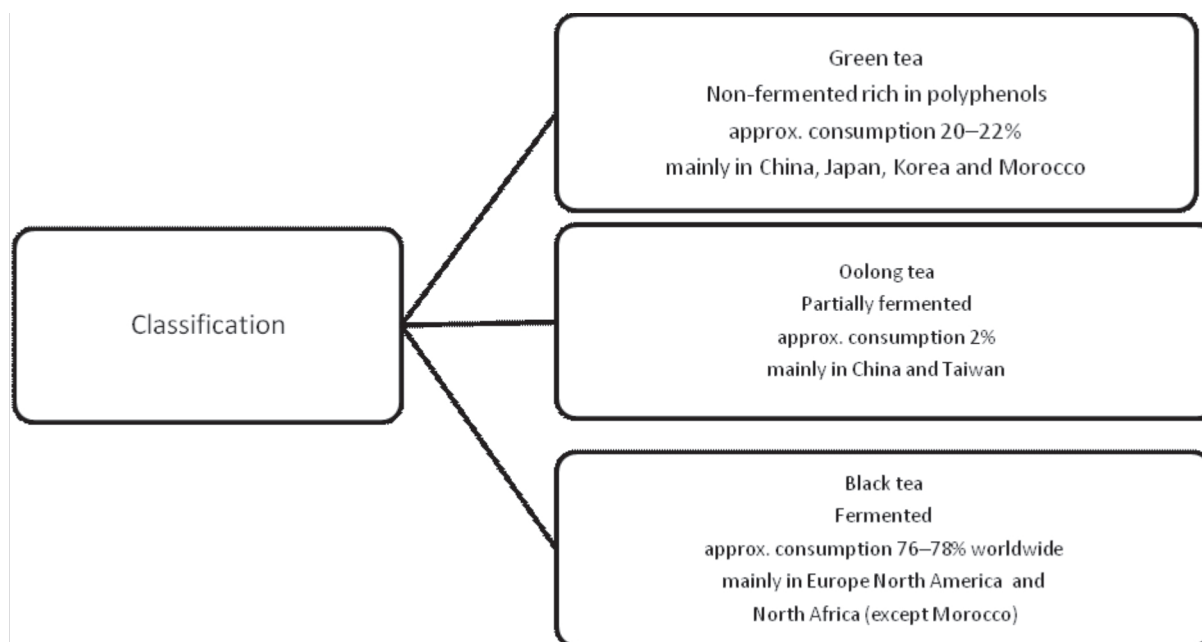 Classification
Green tea
Non-fermented rich in polyphenols
approx. consumption 20–22%
mainly in China, Japan, Korea and Morocco
Oolong tea
Partially fermented
approx. consumption 2%
mainly in China and Taiwan
Black tea
Fermented
approx. consumption 76–78% worldwide
mainly in Europe North America and
North Africa (except Morocco)